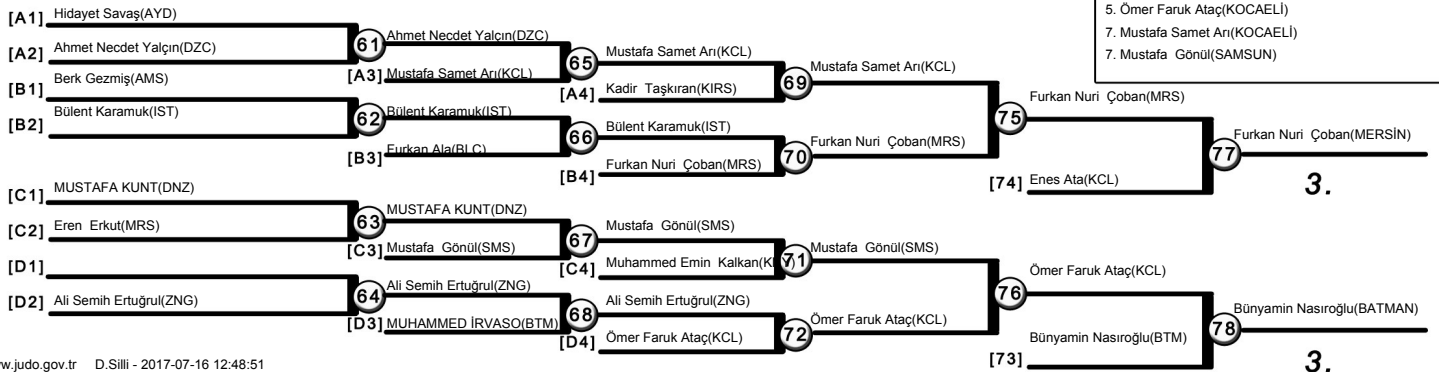 5. Ömer Faruk Ataç(KOCAELİ)
7. Mustafa Samet Arı(KOCAELİ)
7. Mustafa Gönül(SAMSUN)
[A1] Hidayet Savaş(AYD)
[A2] Ahmet Necdet Yalçın(DZC)
61 Ahmet Necdet Yalçın(DZC)
[A3] Mustafa Samet Arı(KCL)
65 Mustafa Samet Arı(KCL)
[A4] Kadir Taşkıran(KIRS)
69 Mustafa Samet Arı(KCL)
[B1] Berk Gezmiş(AMS)
[B2] Bülent Karamuk(IST)
62 Bülent Karamuk(IST)
[B3] Furkan Ala(BLC)
66 Bülent Karamuk(IST)
[B4] Furkan Nuri Çoban(MRS)
70 Furkan Nuri Çoban(MRS)
75 Furkan Nuri Çoban(MRS)
[74] Enes Ata(KCL)
77 Furkan Nuri Çoban(MERSİN)
3.
[C1] MUSTAFA KUNT(DNZ)
[C2] Eren Erkut(MRS)
63 MUSTAFA KUNT(DNZ)
[C3] Mustafa Gönül(SMS)
67 Mustafa Gönül(SMS)
[C4] Muhammed Emin Kalkan
71 Mustafa Gönül(SMS)
[D1]
[D2] Ali Semih Ertuğrul(ZNG)
64 Ali Semih Ertuğrul(ZNG)
[D3] MUHAMMED İRVASO(BTM)
68 Ali Semih Ertuğrul(ZNG)
[D4] Ömer Faruk Ataç(KCL)
72 Ömer Faruk Ataç(KCL)
76 Ömer Faruk Ataç(KCL)
[73] Bünyamin Nasıroğlu(BTM)
78 Bünyamin Nasıroğlu(BATMAN)
3.
w.judo.gov.tr D.Silli - 2017-07-16 12:48:51